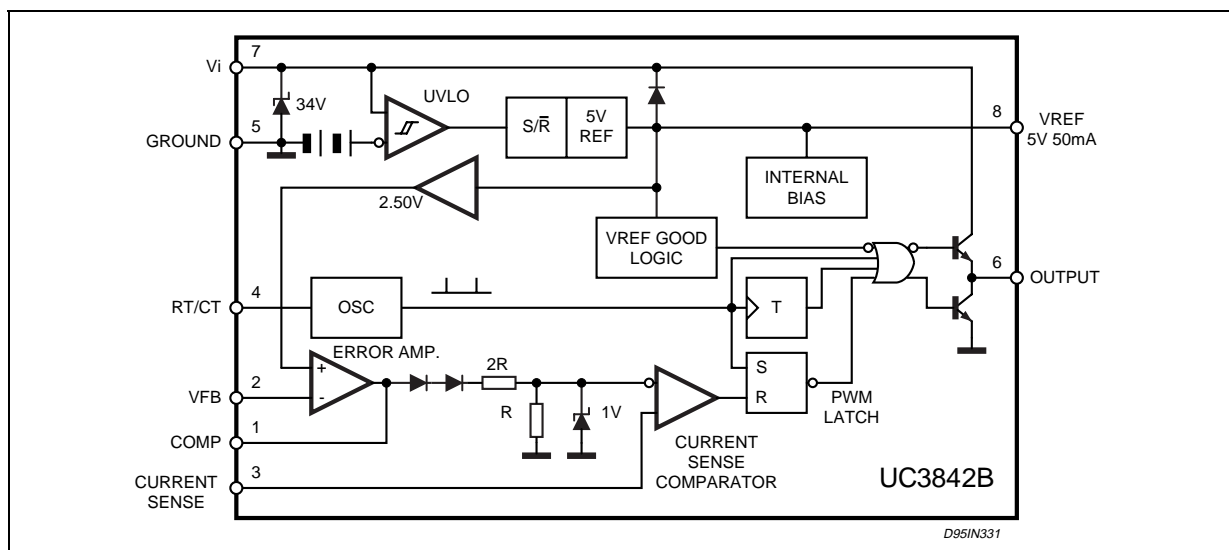 7
Vi
34V
UVLO
S/R̅
5V
REF
8
VREF
5V 50mA
5
GROUND
2.50V
INTERNAL
BIAS
VREF GOOD
LOGIC
6
OUTPUT
4
RT/CT
OSC
T
ERROR AMP.
+
-
2R
R
1V
S
R
PWM
LATCH
2
VFB
1
COMP
CURRENT
SENSE
COMPARATOR
3
CURRENT
SENSE
UC3842B
D95IN331